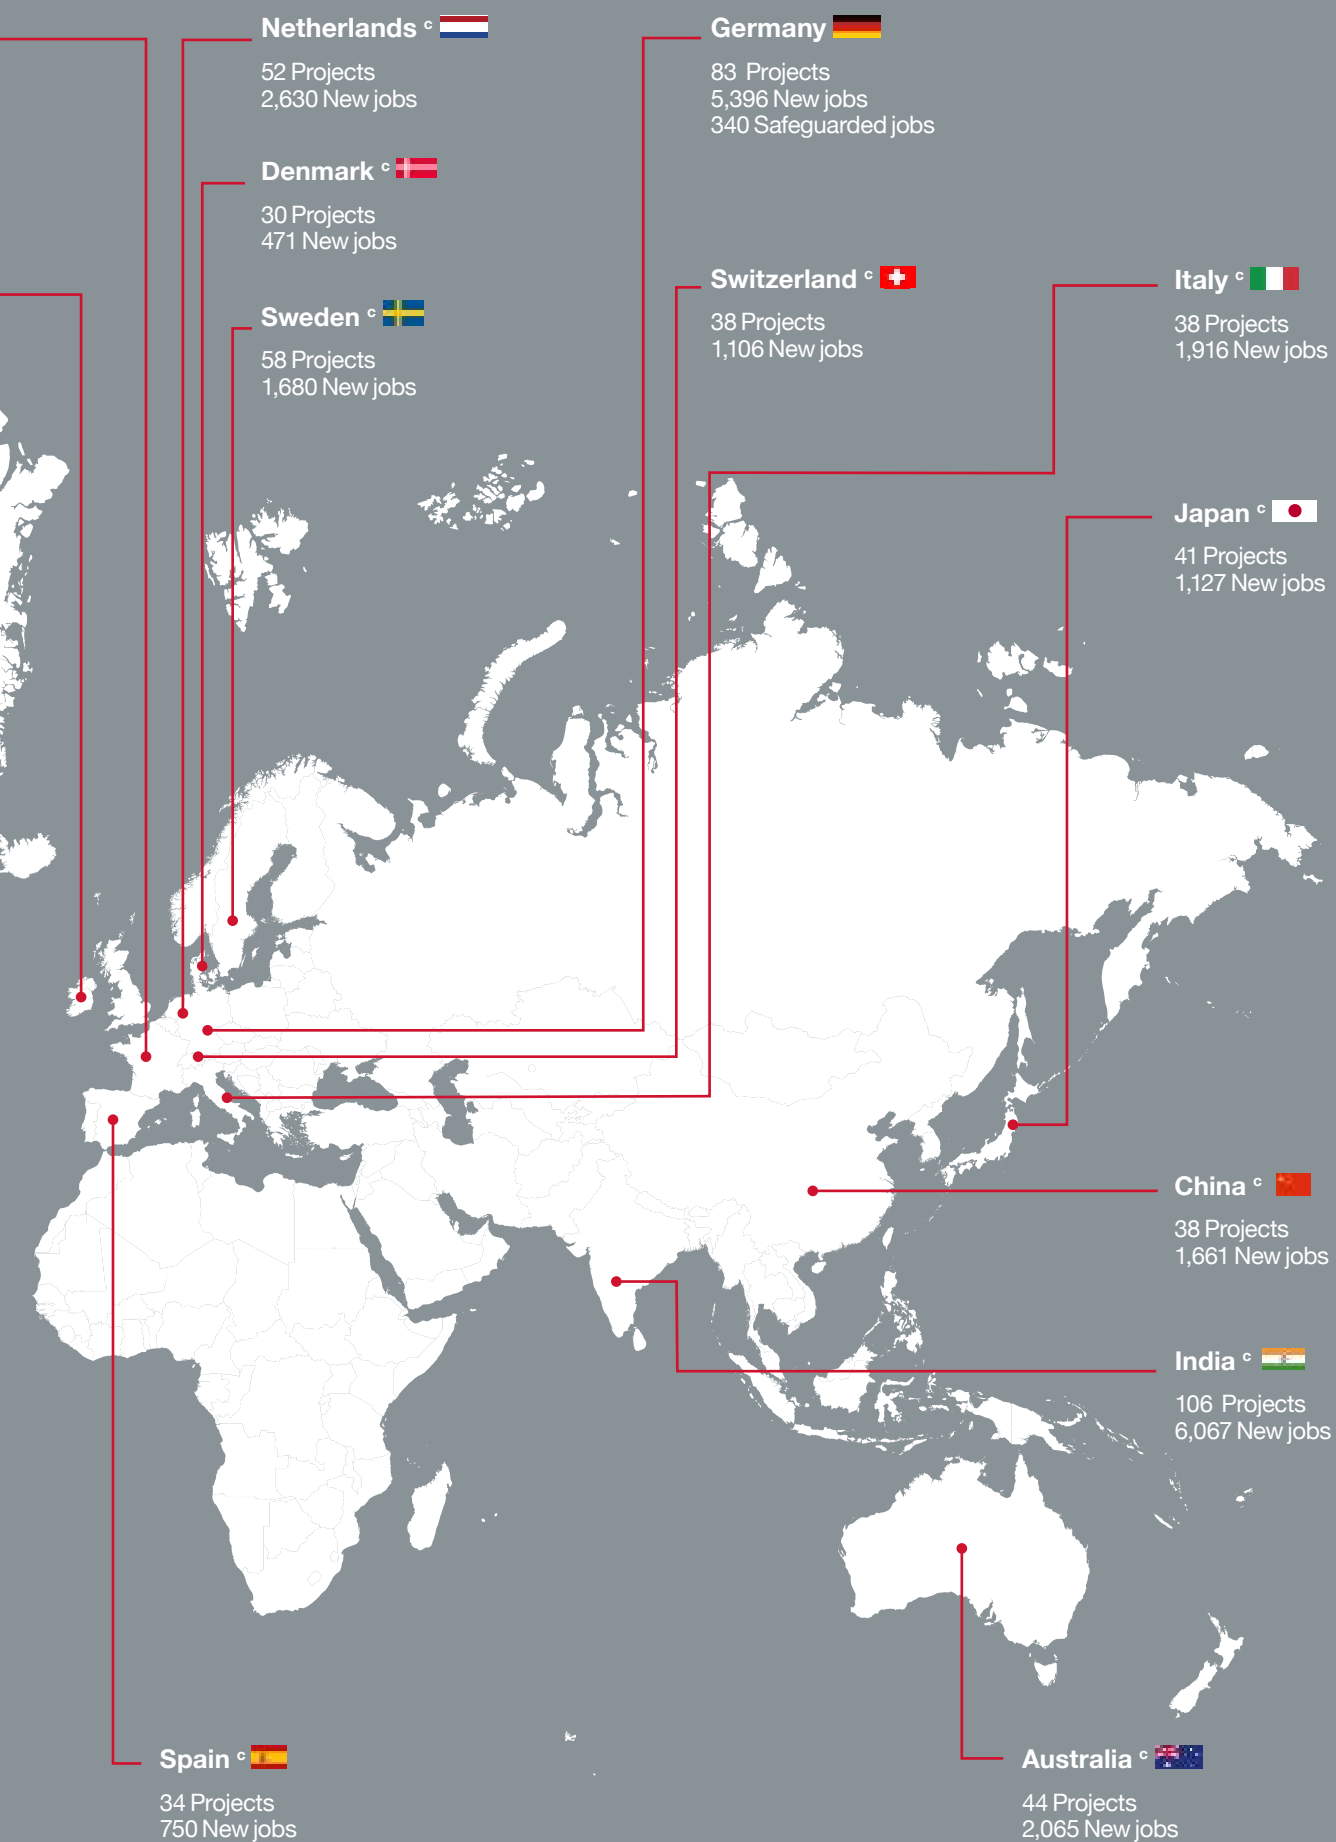 Netherlands c
52 Projects
2,630 New jobs
Denmark c
30 Projects
471 New jobs
Sweden c
58 Projects
1,680 New jobs
Germany
83 Projects
5,396 New jobs
340 Safeguarded jobs
Switzerland c
38 Projects
1,106 New jobs
Italy c
38 Projects
1,916 New jobs
Japan c
41 Projects
1,127 New jobs
China c
38 Projects
1,661 New jobs
India c
106 Projects
6,067 New jobs
Spain c
34 Projects
750 New jobs
Australia c
44 Projects
2,065 New jobs